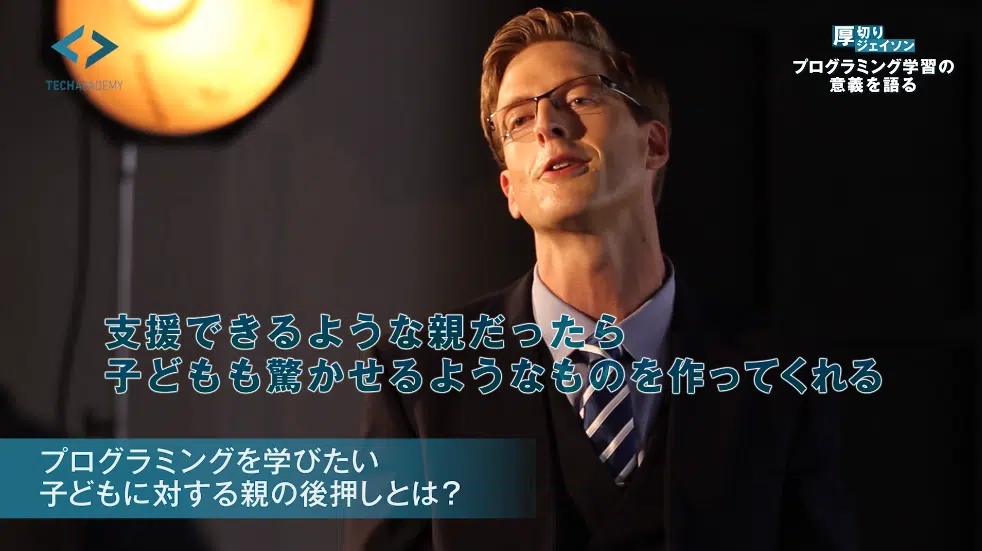 TECHACADEMY
厚切り
ジェイソン
プログラミング学習の
意義を語る
支援できるような親だったら
子どもも驚かせるようなものを作ってくれる
プログラミングを学びたい
子どもに対する親の後押しとは?